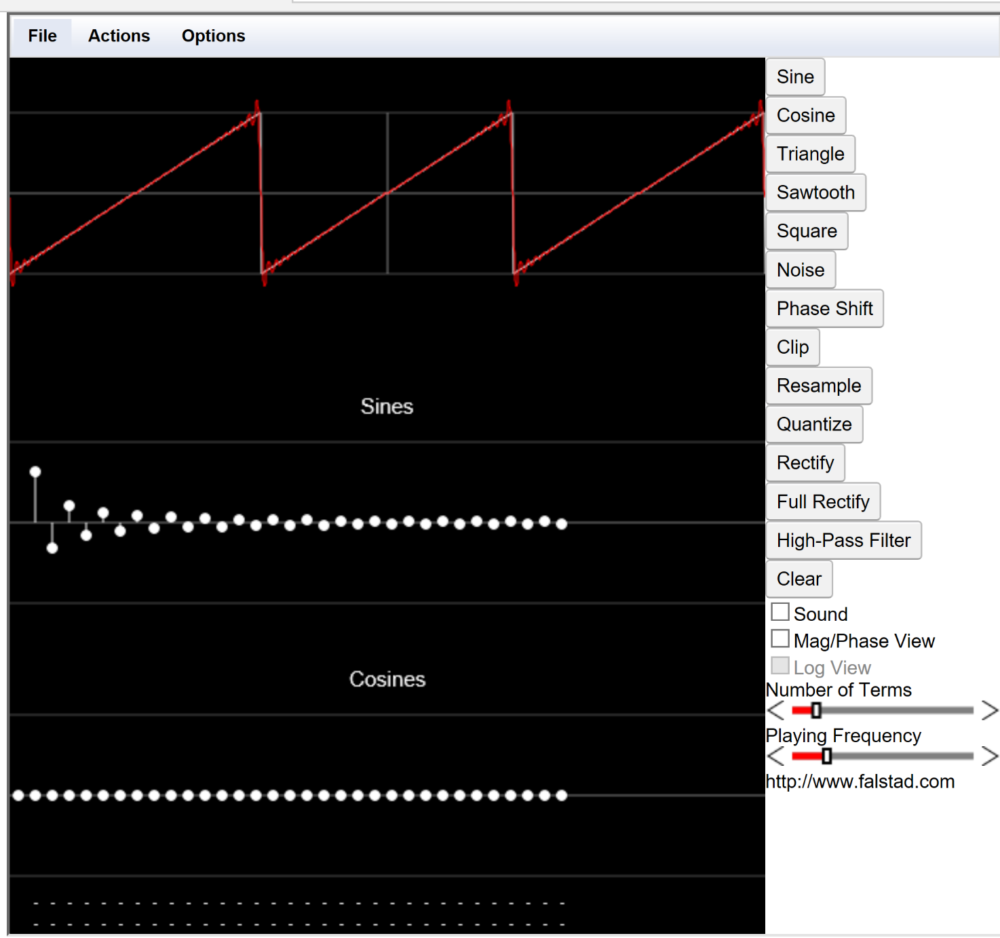 File Actions Options
Sine
Cosine
Triangle
Sawtooth
Square
Noise
Phase Shift
Clip
Resample
Quantize
Rectify
Full Rectify
High-Pass Filter
Clear
Sound
Mag/Phase View
Log View
Number of Terms
Playing Frequency
http://www.falstad.com
Sines
Cosines